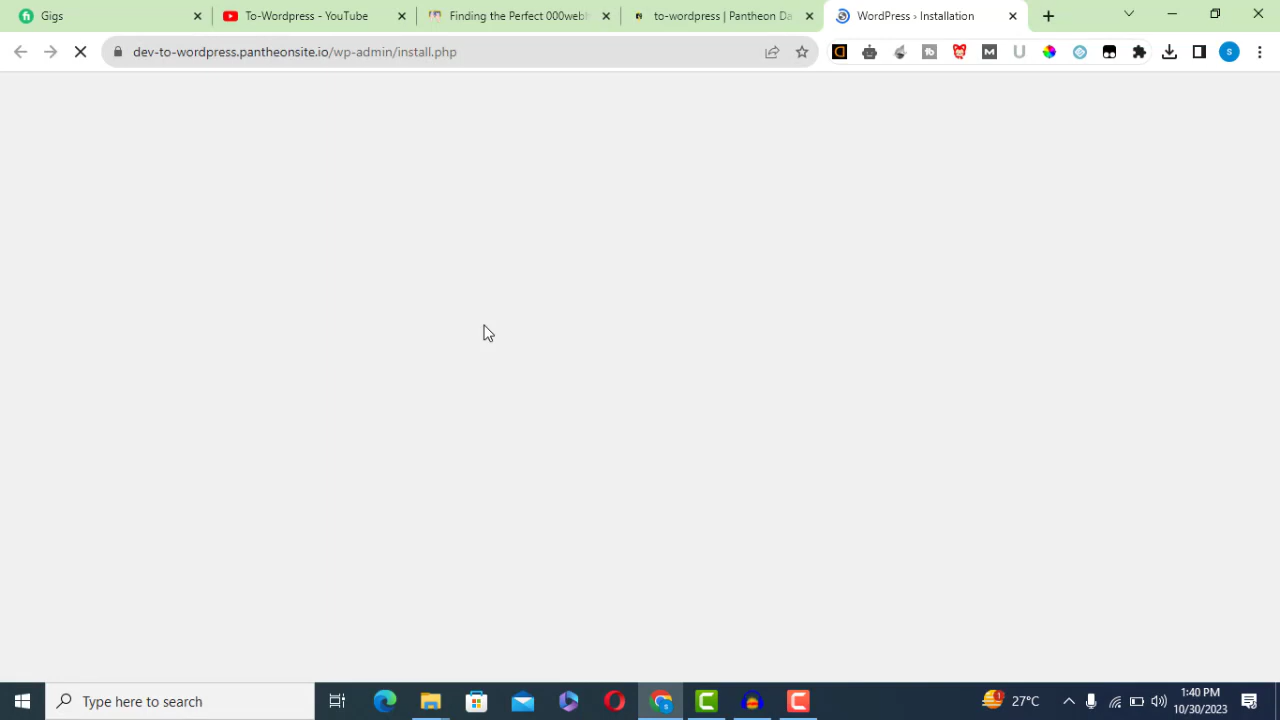 Gigs
To-Wordpress - YouTube
Finding the Perfect 000web
to-wordpress | Pantheon Da
WordPress › Installation
dev-to-wordpress.pantheonsite.io/wp-admin/install.php
S
Type here to search
27°C
1:40 PM
10/30/2023